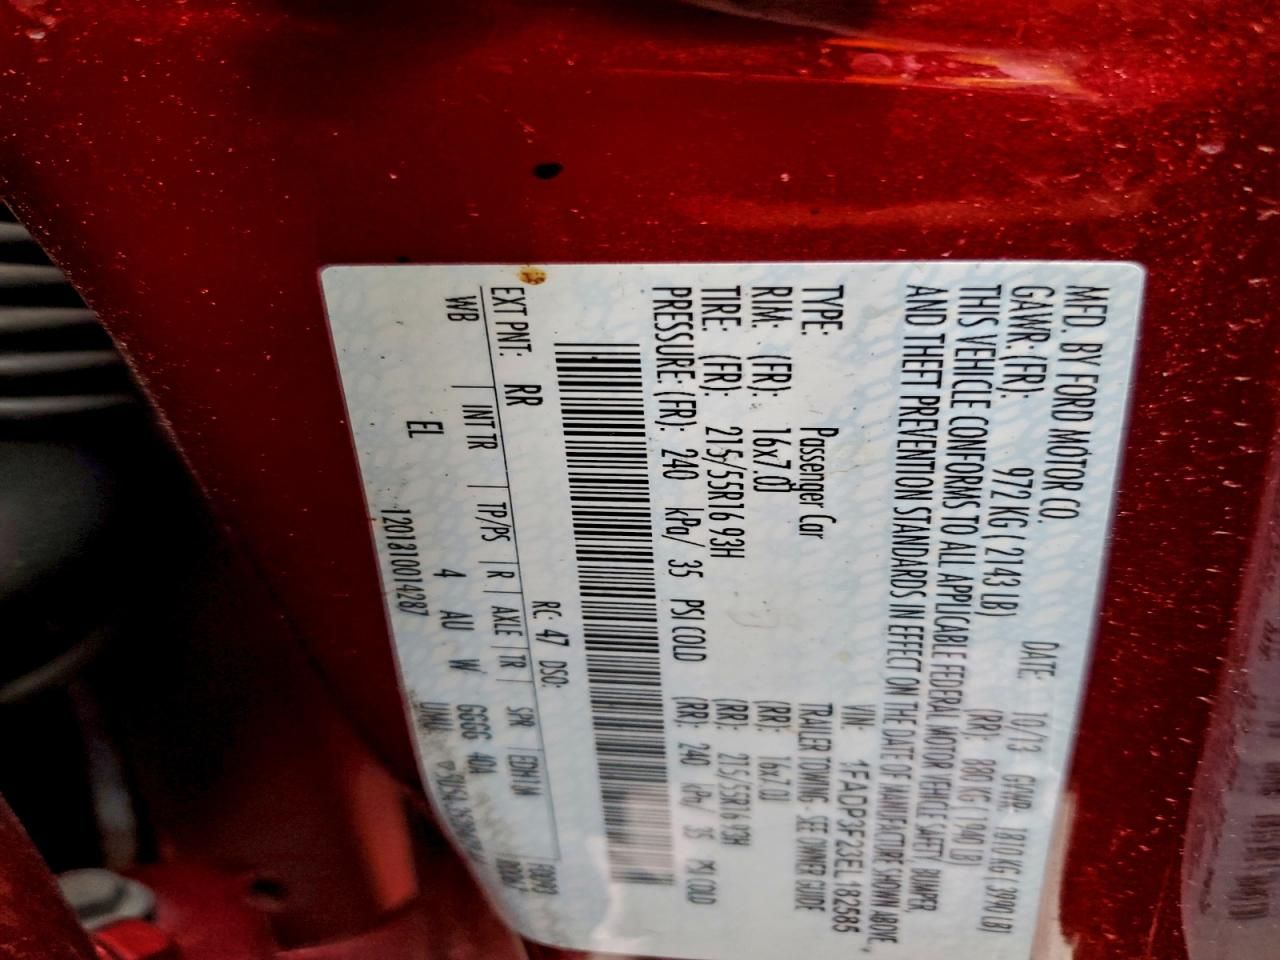 MFD. BY FORD MOTOR CO.
DATE: 10/13 GVWR: 1810 KG ( 3990 LB)
GAWR: (FR): 972 KG ( 2143 LB) (RR): 880 KG ( 1940 LB)
THIS VEHICLE CONFORMS TO ALL APPLICABLE FEDERAL MOTOR VEHICLE SAFETY BUMPER,
AND THEFT PREVENTION STANDARDS IN EFFECT ON THE DATE OF MANUFACTURE SHOWN ABOVE,
VIN: 1FADP3F23EL182585
TYPE: Passenger Car TRAILER TOWING - SEE OWNER GUIDE
RIM: (FR): 16x7.0J (RR): 16x7.0J
TIRE: (FR): 215/55R16 93H (RR): 215/55R16 93H
PRESSURE: (FR): 240 kPa/ 35 PSI COLD (RR): 240 kPa/ 35 PSI COLD
RC: 47 DSO:
EXT PNT: RR
WB INT TR TP/PS R AXLE TR SPR
EL 4 AU W GGGG
1201310014287